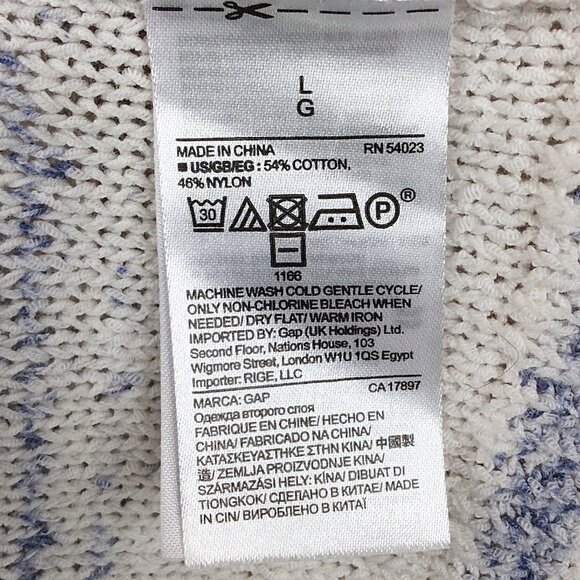 L
G
MADE IN CHINA RN 54023
■ US/GB/EG : 54% COTTON,
46% NYLON
30 P ®
1166
MACHINE WASH COLD GENTLE CYCLE/
ONLY NON-CHLORINE BLEACH WHEN
NEEDED/ DRY FLAT/ WARM IRON
IMPORTED BY: Gap (UK Holdings) Ltd.
Second Floor, Nations House, 103
Wigmore Street, London W1U 1QS Egypt
Importer: RIGE, LLC
MARCA: GAP CA 17897
Одежда второго слоя
FABRIQUE EN CHINE/ HECHO EN
CHINA/ FABRICADO NA CHINA/
ΚΑΤΑΣΚΕΥΑΣΤΗΚΕ ΣΤΗΝ ΚΙΝΑ/ 中國製
造/ ZEMLJA PROIZVODNJE KINA/
SZÁRMAZÁSI HELY: KÍNA/ DIBUAT DI
TIONGKOK/ СДЕЛАНО В КИТАЕ/ MADE
IN CIN/ ВИРОБЛЕНО В КИТАЇ